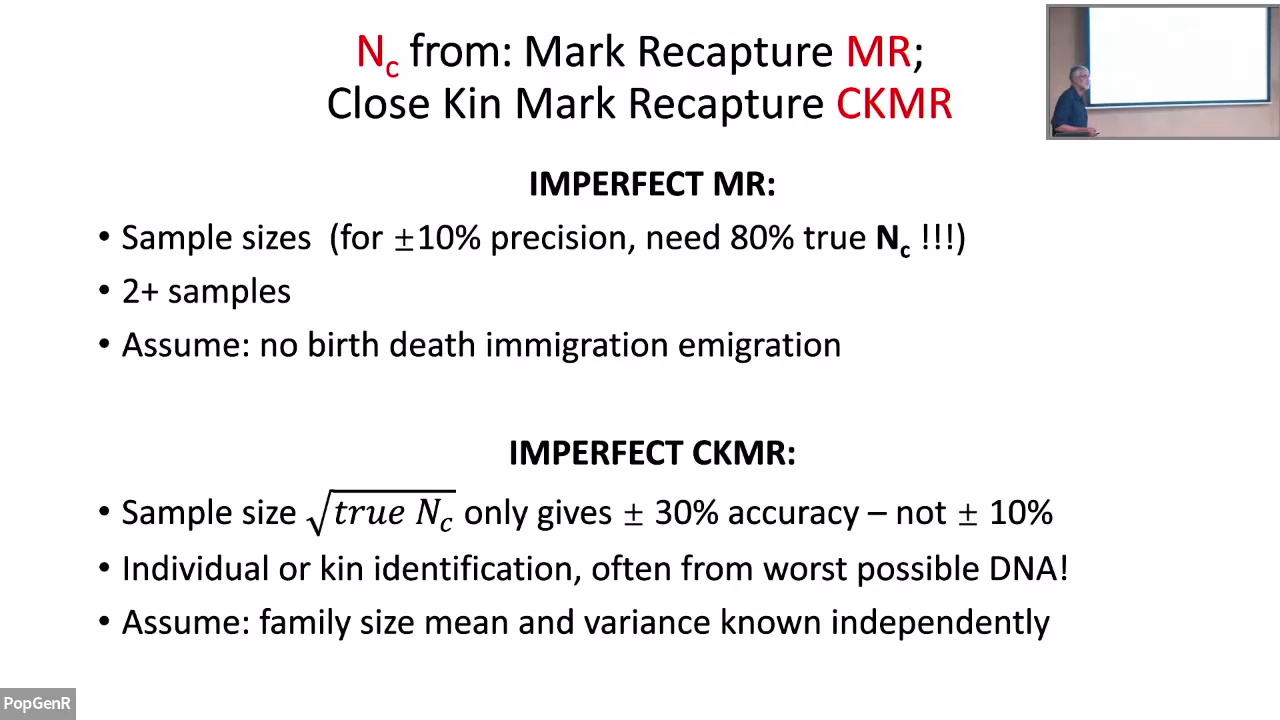 N_c from: Mark Recapture MR;
Close Kin Mark Recapture CKMR
IMPERFECT MR:
• Sample sizes (for ±10% precision, need 80% true N_c !!!)
• 2+ samples
• Assume: no birth death immigration emigration
IMPERFECT CKMR:
• Sample size √(true N_c) only gives ± 30% accuracy – not ± 10%
• Individual or kin identification, often from worst possible DNA!
• Assume: family size mean and variance known independently
PopGenR